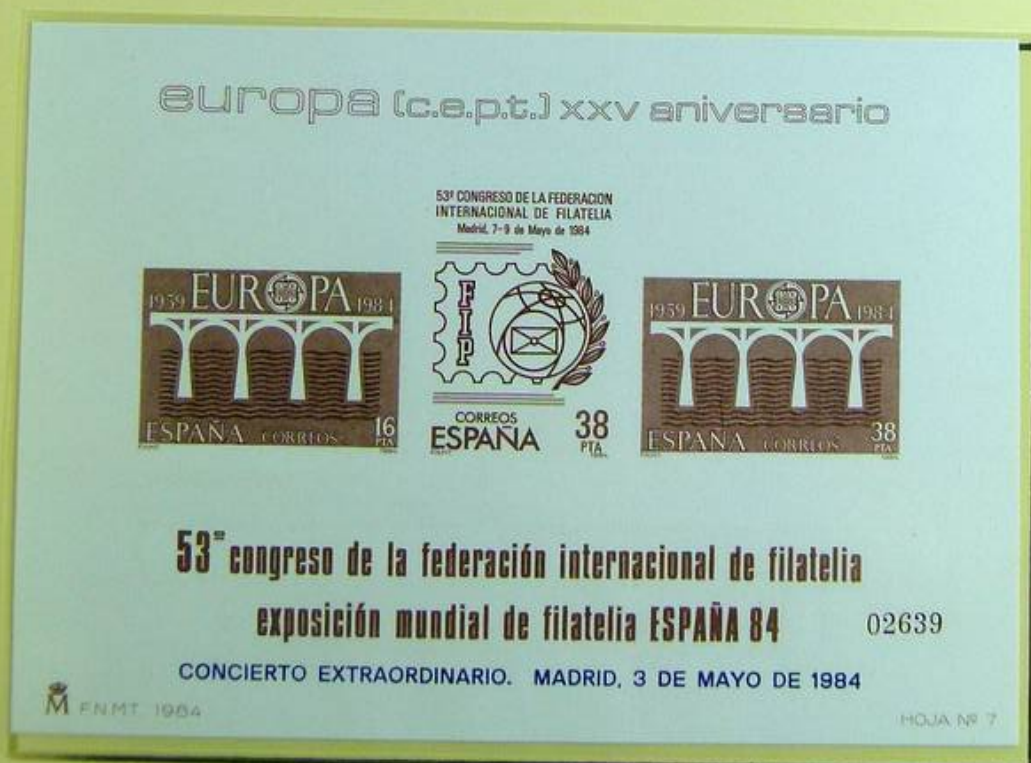 europa (c.e.p.t.) xxv aniversario
53º CONGRESO DE LA FEDERACION
INTERNACIONAL DE FILATELIA
Madrid, 7-9 de Mayo de 1984
EUROPA
1959 1984
ESPAÑA CORREOS
16
PTA
FIP
CORREOS
ESPAÑA
38
PTA
EUROPA
1959 1984
ESPAÑA CORREOS
38
PTA
53º congreso de la federación internacional de filatelia
exposición mundial de filatelia ESPAÑA 84
02639
CONCIERTO EXTRAORDINARIO. MADRID, 3 DE MAYO DE 1984
M F.N.M.T. 1984
HOJA Nº 7